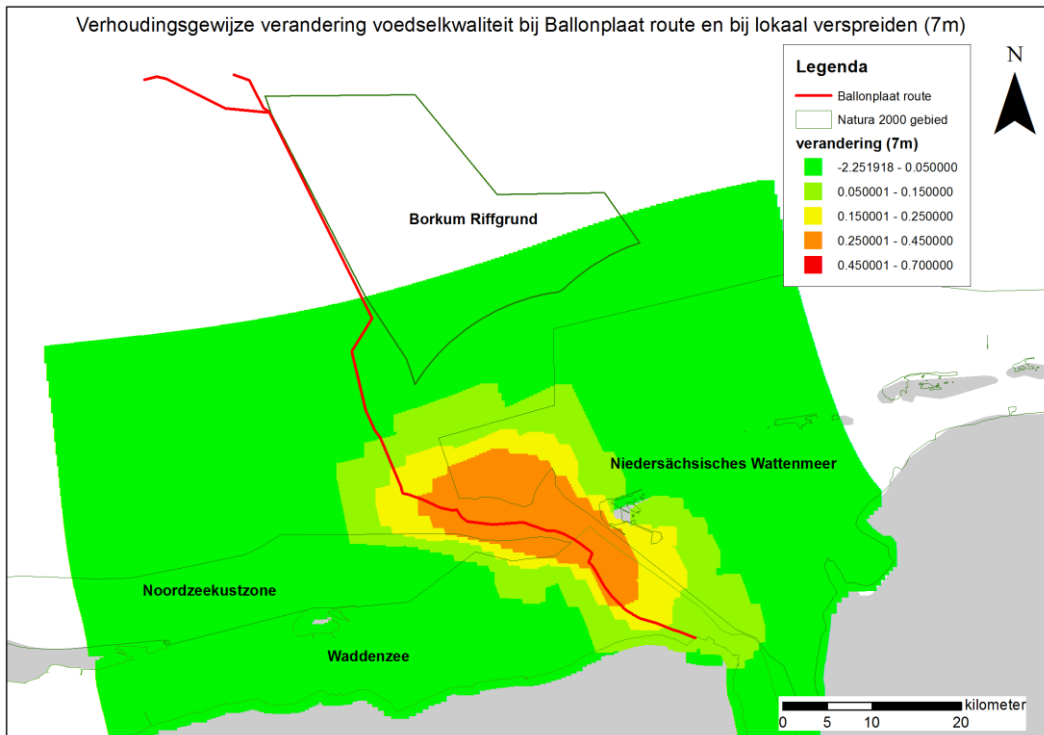 Verhoudingsgewijze verandering voedselkwaliteit bij Ballonplaat route en bij lokaal verspreiden (7m)
Legenda
Ballonplaat route
Natura 2000 gebied
verandering (7m)
-2.251918 - 0.050000
0.050001 - 0.150000
0.150001 - 0.250000
0.250001 - 0.450000
0.450001 - 0.700000
N
Borkum Riffgrund
Niedersächsisches Wattenmeer
Noordzeekustzone
Waddenzee
kilometer
0 5 10 20